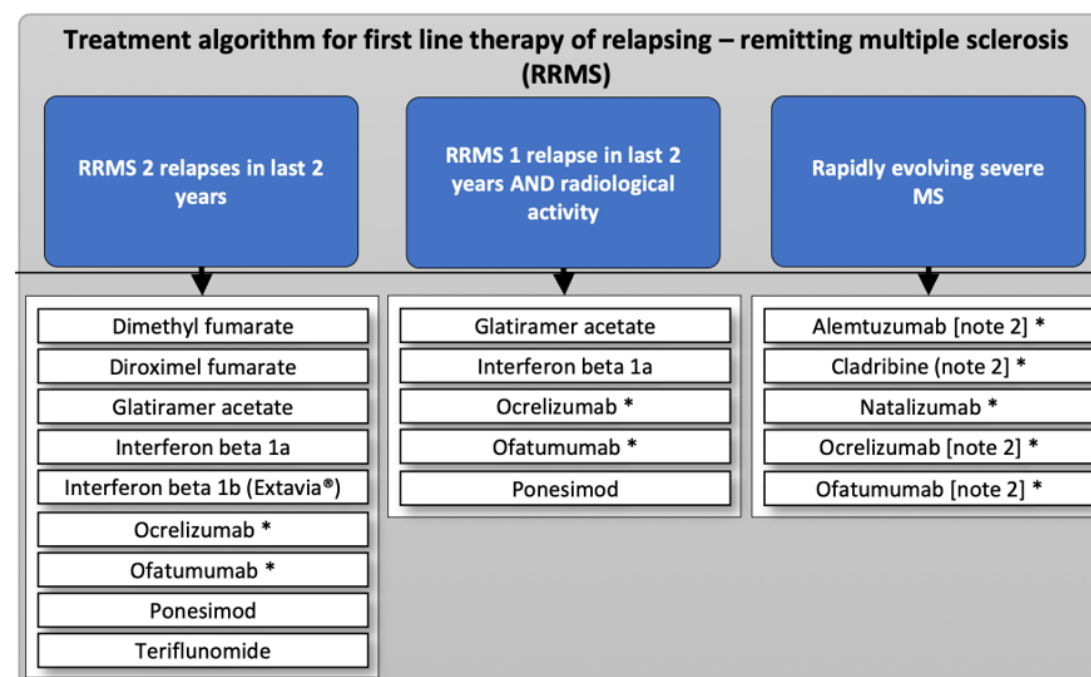 Treatment algorithm for first line therapy of relapsing – remitting multiple sclerosis
(RRMS)
RRMS 2 relapses in last 2
years
RRMS 1 relapse in last 2
years AND radiological
activity
Rapidly evolving severe
MS
Dimethyl fumarate
Diroximel fumarate
Glatiramer acetate
Interferon beta 1a
Interferon beta 1b (Extavia®)
Ocrelizumab *
Ofatumumab *
Ponesimod
Teriflunomide
Glatiramer acetate
Interferon beta 1a
Ocrelizumab *
Ofatumumab *
Ponesimod
Alemtuzumab [note 2] *
Cladribine (note 2] *
Natalizumab *
Ocrelizumab [note 2] *
Ofatumumab [note 2] *